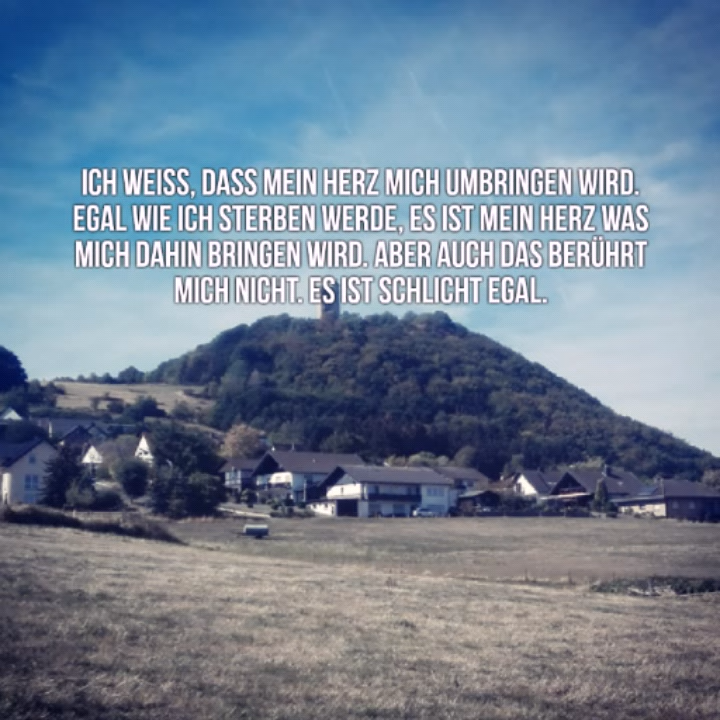 ICH WEISS, DASS MEIN HERZ MICH UMBRINGEN WIRD.
EGAL WIE ICH STERBEN WERDE, ES IST MEIN HERZ WAS
MICH DAHIN BRINGEN WIRD. ABER AUCH DAS BERÜHRT
MICH NICHT. ES IST SCHLICHT EGAL.